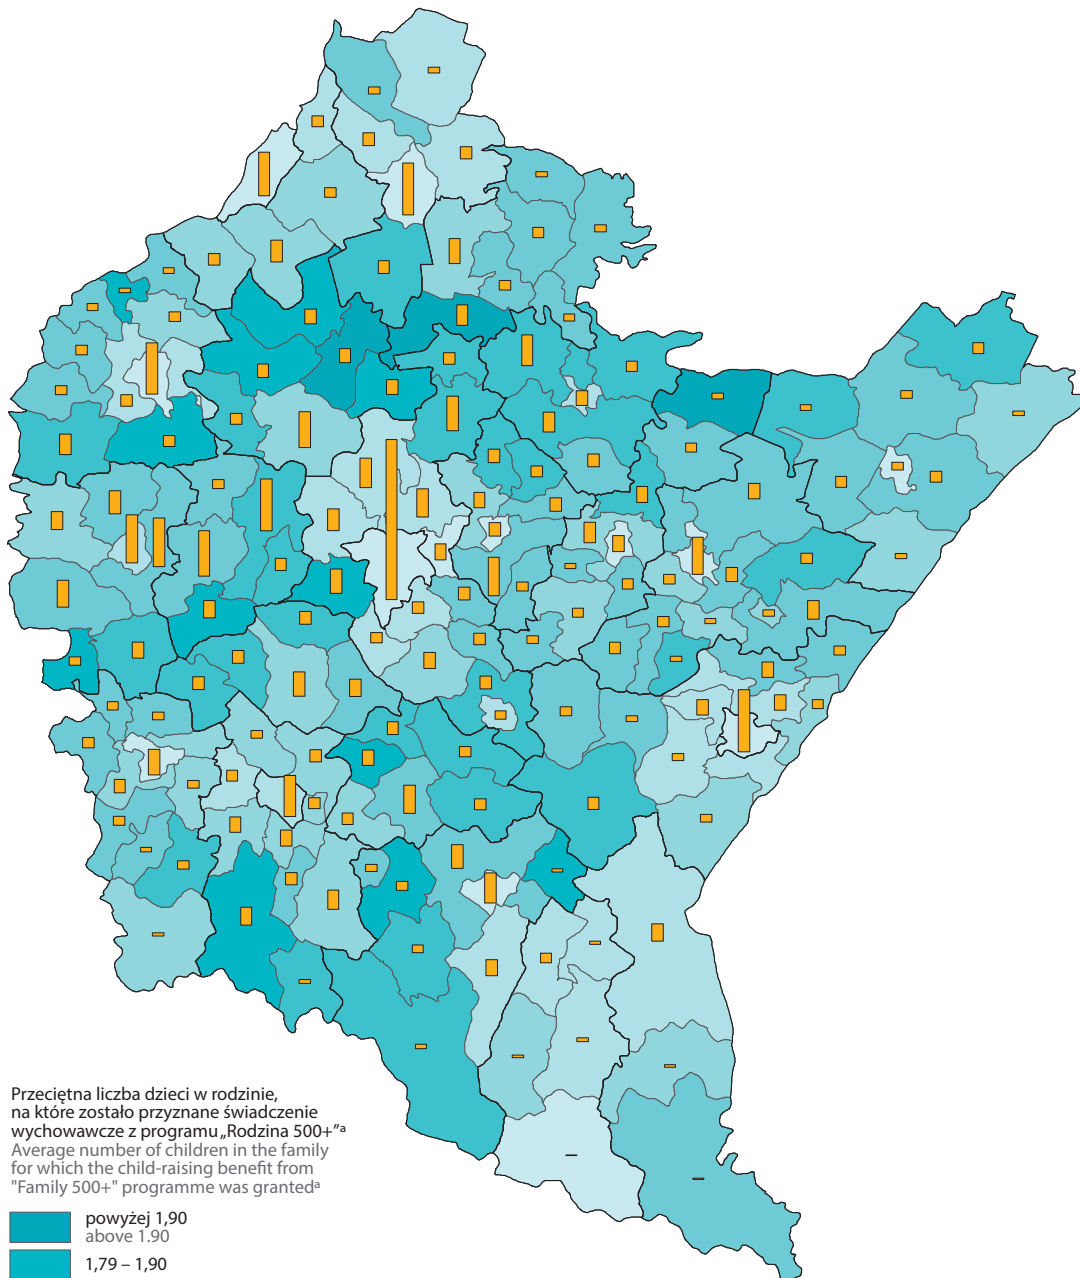 Przeciętna liczba dzieci w rodzinie,
na które zostało przyznane świadczenie
wychowawcze z programu „Rodzina 500+”ᵃ
Average number of children in the family
for which the child-raising benefit from
"Family 500+" programme was grantedᵃ
powyżej 1,90
above 1.90
1,79 – 1,90